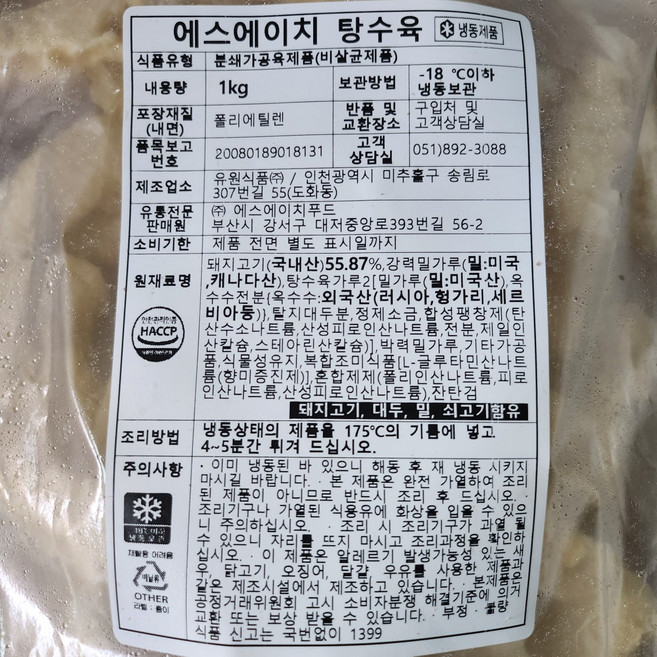 에스에이치 탕수육 냉동제품
식품유형 분쇄가공육제품(비살균제품)
내용량 1kg 보관방법 -18 ℃이하 냉동보관
포장재질(내면) 폴리에틸렌 반품 및 교환장소 구입처 및 고객상담실
품목보고번호 20080189018131 고객상담실 051)892-3088
제조업소 유원식품㈜ / 인천광역시 미추홀구 송림로
307번길 55(도화동)
유통전문판매원 ㈜ 에스에이치푸드
부산시 강서구 대저중앙로393번길 56-2
소비기한 제품 전면 별도 표시일까지
원재료명
돼지고기(국내산)55.87%,강력밀가루(밀:미국
,캐나다산),탕수육가루2[밀가루(밀:미국산),옥
수수전분(옥수수:외국산(러시아,헝가리,세르
비아등)},탈지대두분,정제소금,합성팽창제(탄
산수소나트륨,산성피로인산나트륨,전분,제일인
산칼슘,스테아린산칼슘)],박력밀가루,기타가공
품,식물성유지,복합조미식품[L-글루타민산나트
륨(향미증진제)],혼합제제(폴리인산나트륨,피로
인산나트륨,산성피로인산나트륨),잔탄검
돼지고기, 대두, 밀, 쇠고기함유
안전관리인증
HACCP
조리방법 냉동상태의 제품을 175℃의 기름에 넣고
4~5분간 튀겨 드십시오.
주의사항
· 이미 냉동된 바 있으니 해동 후 재 냉동 시키지
마시길 바랍니다. · 본 제품은 완전 가열하여 조리
된 제품이 아니므로 반드시 조리 후 드십시오. ·
조리기구나 가열된 식용유에 화상을 입을 수 있으
니 주의하십시오. · 조리 시 조리기구가 과열 될
수 있으니 자리를 뜨지 마시고 조리과정을 확인하
십시오. · 이 제품은 알레르기 발생가능성 있는 새
우, 닭고기, 오징어, 달걀, 우유를 사용한 제품과
같은 제조시설에서 제조하고 있습니다. · 본제품은
공정거래위원회 고시 소비자분쟁 해결기준에 의거
교환 또는 보상 받을 수 있습니다. · 부정 · 불량
식품 신고는 국번없이 1399
냉동보관
재활용 어려움
비닐류
OTHER
라벨 : 종이